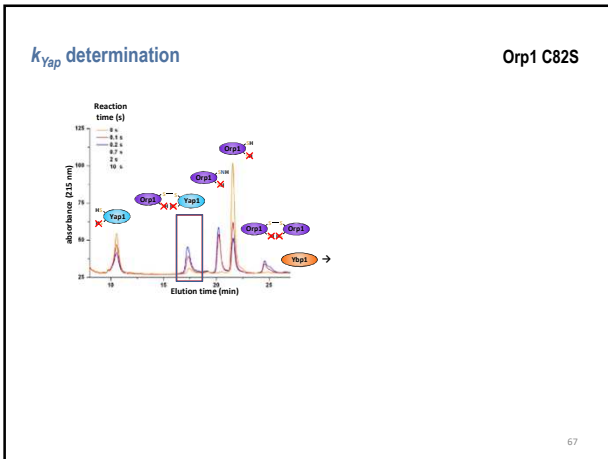 k_Yap determination
Orp1 C82S
Reaction
time (s)
0 s
0.1 s
0.2 s
0.7 s
2 s
10 s
absorbance (215 nm)
125
100
75
50
25
10
15
20
25
Elution time (min)
Yap1
Orp1
S
S
Yap1
Orp1
Orp1
Orp1
S
S
Orp1
Ybp1 →
67